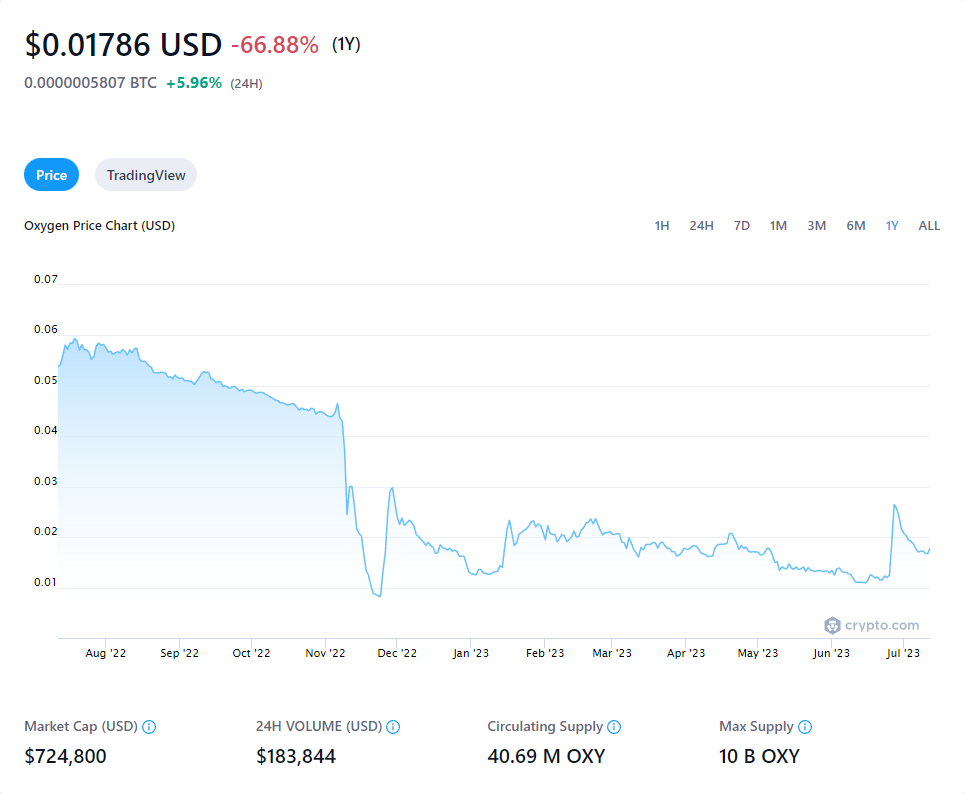 $0.01786 USD -66.88% (1Y)
0.0000005807 BTC +5.96% (24H)
Price TradingView
Oxygen Price Chart (USD) 1H 24H 7D 1M 3M 6M 1Y ALL
0.07
0.06
0.05
0.04
0.03
0.02
0.01
crypto.com
Aug '22 Sep '22 Oct '22 Nov '22 Dec '22 Jan '23 Feb '23 Mar '23 Apr '23 May '23 Jun '23 Jul '23
Market Cap (USD) 24H VOLUME (USD) Circulating Supply Max Supply
$724,800 $183,844 40.69 M OXY 10 B OXY